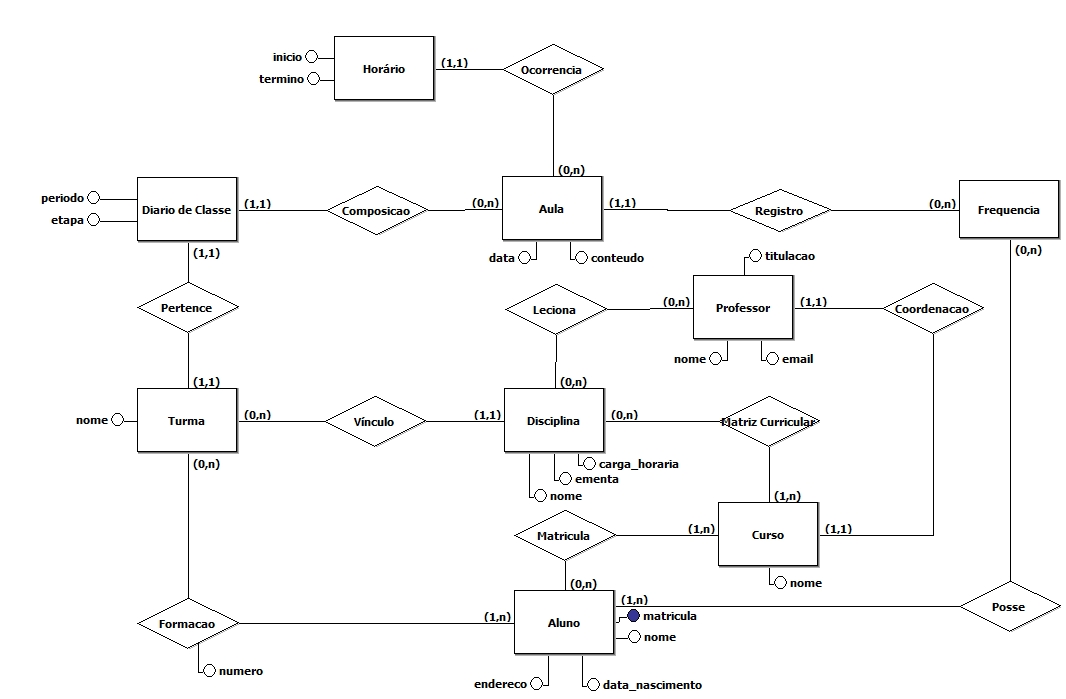 inicio
termino
Horário
(1,1)
Ocorrencia
(0,n)
periodo
etapa
Diario de Classe
(1,1)
Composicao
(0,n)
Aula
(1,1)
Registro
(0,n)
Frequencia
(1,1)
data
conteudo
titulacao
(0,n)
Pertence
Leciona
(0,n)
Professor
(1,1)
Coordenacao
nome
email
(1,1)
(0,n)
nome
Turma
(0,n)
Vínculo
(1,1)
Disciplina
(0,n)
Matriz Curricular
(0,n)
carga_horaria
ementa
nome
(1,n)
Matricula
(1,n)
Curso
(1,1)
(0,n)
nome
(1,n)
Formacao
(1,n)
Aluno
matricula
nome
Posse
numero
endereco
data_nascimento